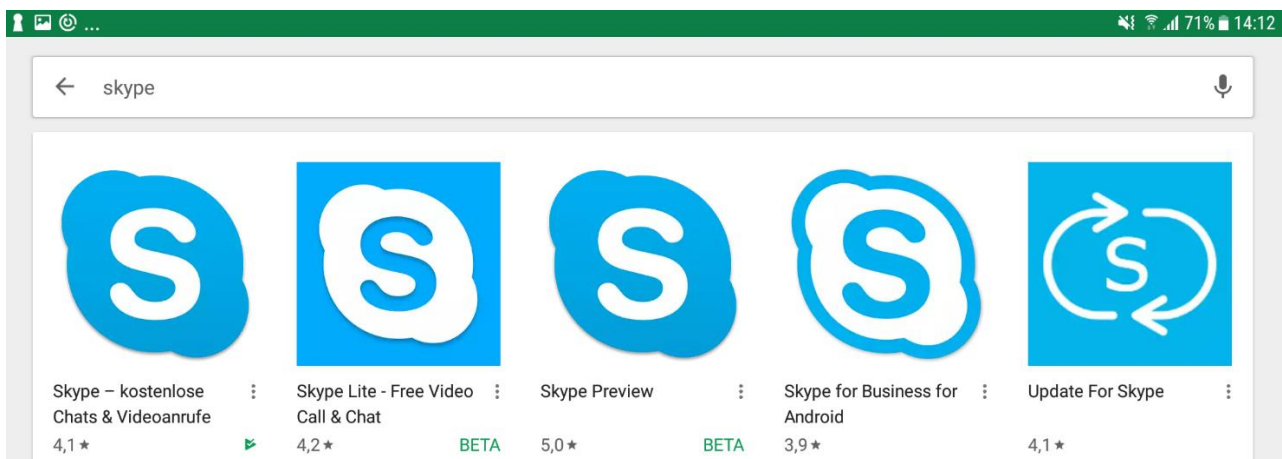 ... 71% 14:12
skype
S S S S S
Skype – kostenlose Chats & Videoanrufe
4,1★
Skype Lite - Free Video Call & Chat
4,2★ BETA
Skype Preview
5,0★ BETA
Skype for Business for Android
3,9★
Update For Skype
4,1★